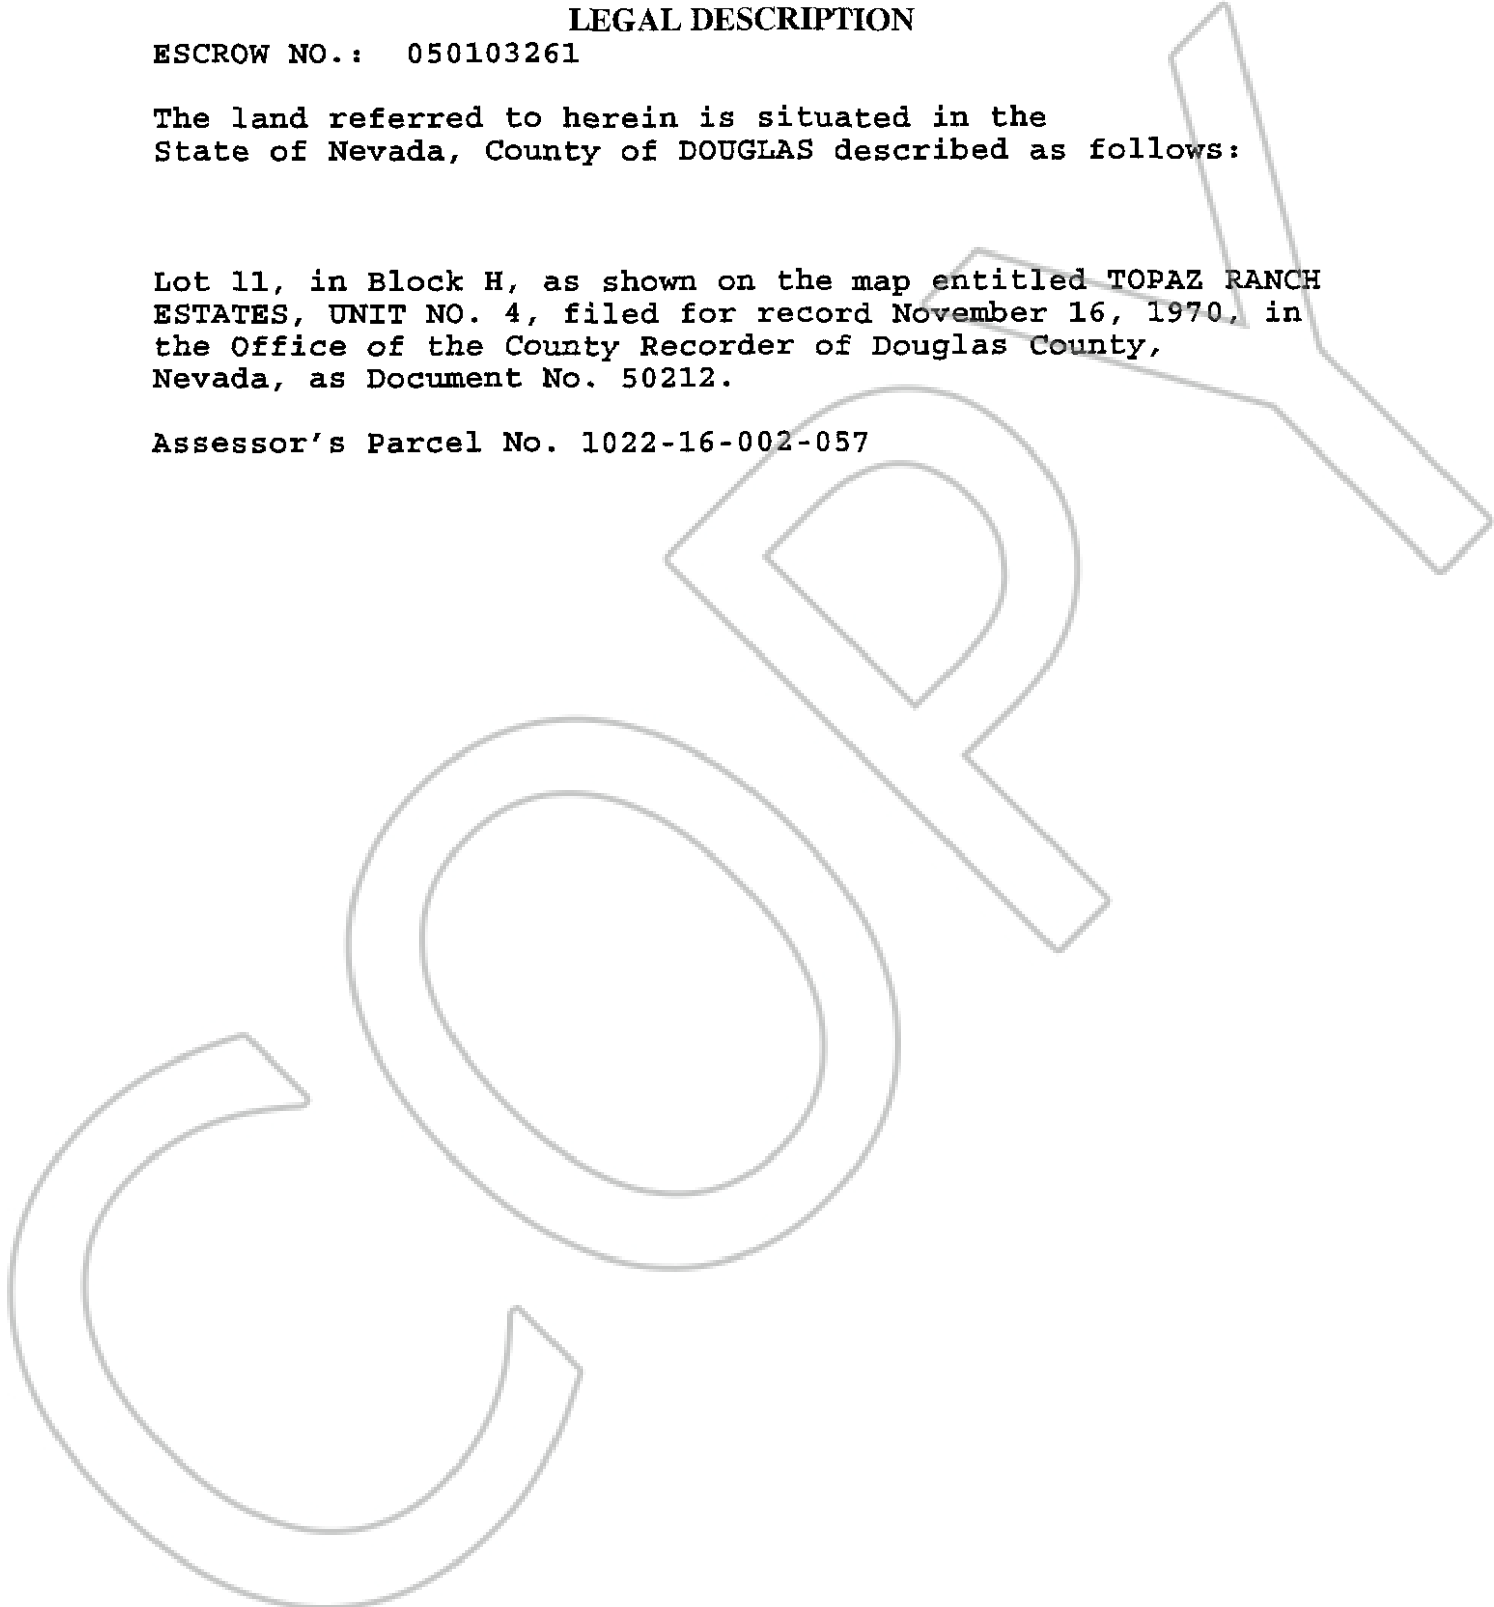 LEGAL DESCRIPTION
ESCROW NO.: 050103261
The land referred to herein is situated in the
State of Nevada, County of DOUGLAS described as follows:
Lot 11, in Block H, as shown on the map entitled TOPAZ RANCH
ESTATES, UNIT NO. 4, filed for record November 16, 1970, in
the Office of the County Recorder of Douglas County,
Nevada, as Document No. 50212.
Assessor's Parcel No. 1022-16-002-057
COPY